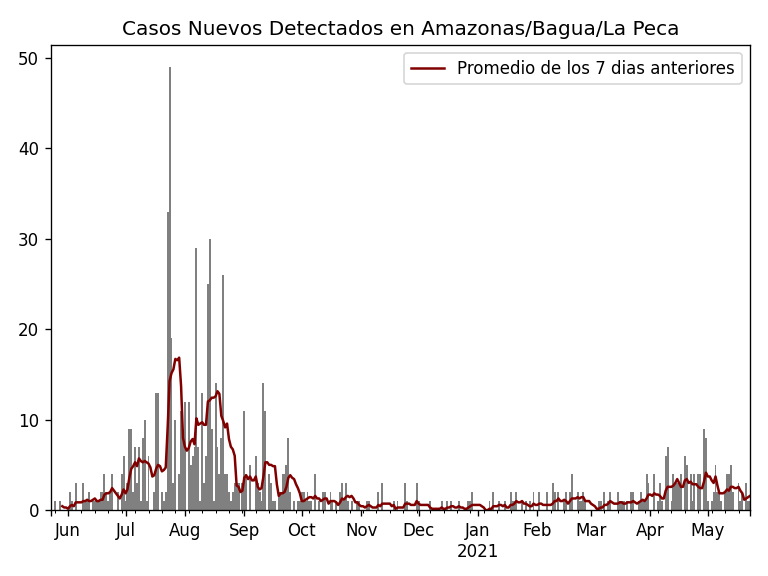 Casos Nuevos Detectados en Amazonas/Bagua/La Peca
Promedio de los 7 dias anteriores
50
40
30
20
10
0
Jun Jul Aug Sep Oct Nov Dec Jan Feb Mar Apr May
2021